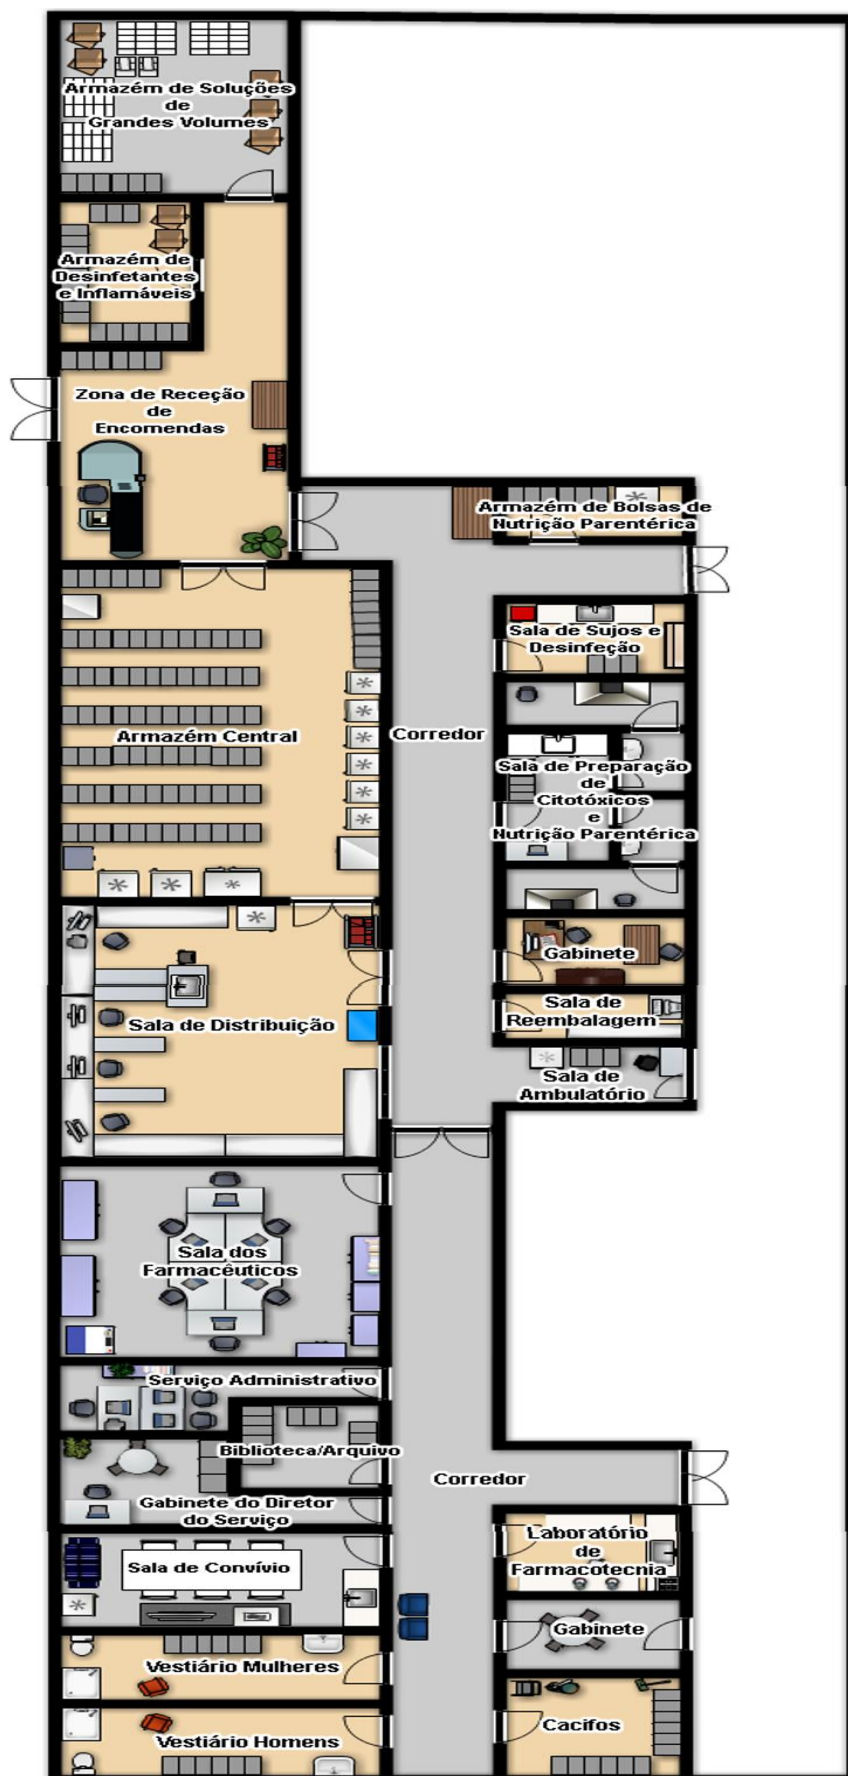 Armazém de Soluções
de
Grandes Volumes
Armazém de
Desinfetantes
e Inflamáveis
Zona de Receção
de
Encomendas
Armazém de Bolsas de
Nutrição Parentérica
Sala de Sujos e
Desinfeção
Armazém Central
Corredor
Sala de Preparação
de
Citotóxicos
e
Nutrição Parentérica
Gabinete
Sala de
Reembalagem
Sala de Distribuição
Sala de
Ambulatório
Sala dos
Farmacêuticos
Serviço Administrativo
Biblioteca/Arquivo
Corredor
Gabinete do Diretor
do Serviço
Laboratório
de
Farmacotecnia
Sala de Convívio
Gabinete
Vestiário Mulheres
Cacifos
Vestiário Homens